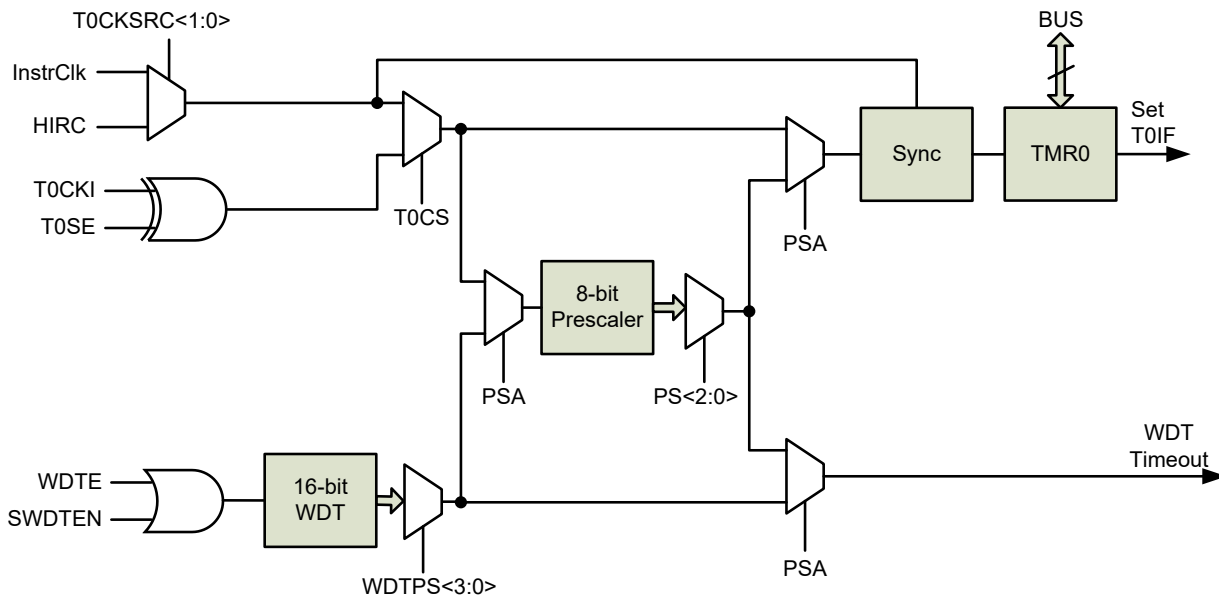 T0CKSRC<1:0>
BUS
InstrClk
HIRC
Set
T0IF
Sync
TMR0
T0CKI
T0SE
T0CS
PSA
8-bit
Prescaler
PSA
PS<2:0>
WDT
Timeout
WDTE
SWDTEN
16-bit
WDT
PSA
WDTPS<3:0>